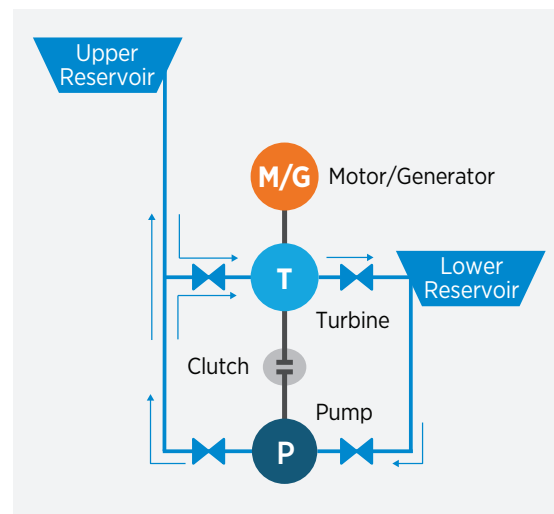 Upper
Reservoir
M/G
Motor/Generator
T
Lower
Reservoir
Turbine
Clutch
Pump
P